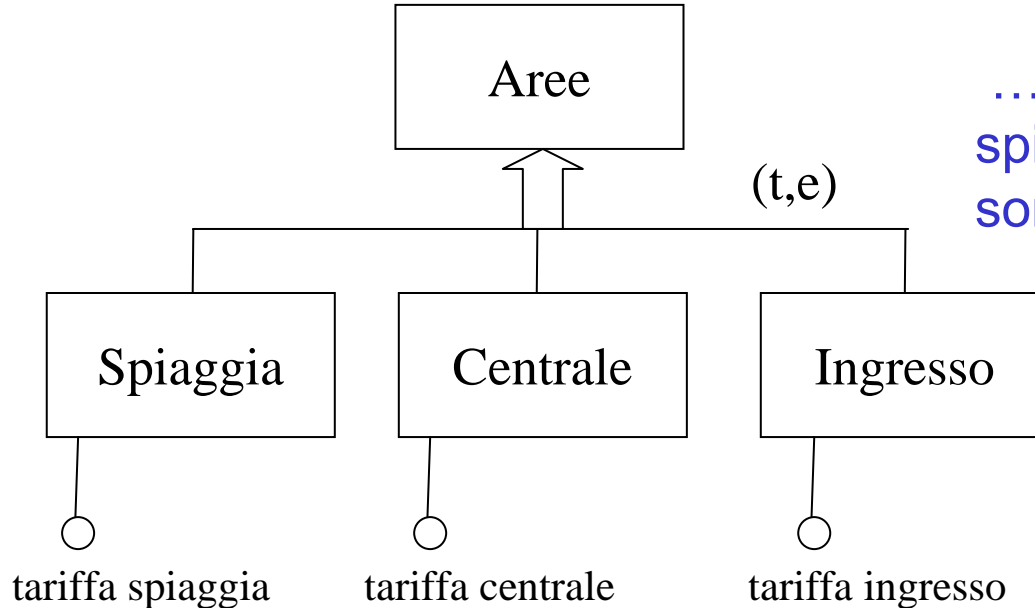 Aree
…
(t,e)
Spiaggia
Centrale
Ingresso
tariffa spiaggia
tariffa centrale
tariffa ingresso